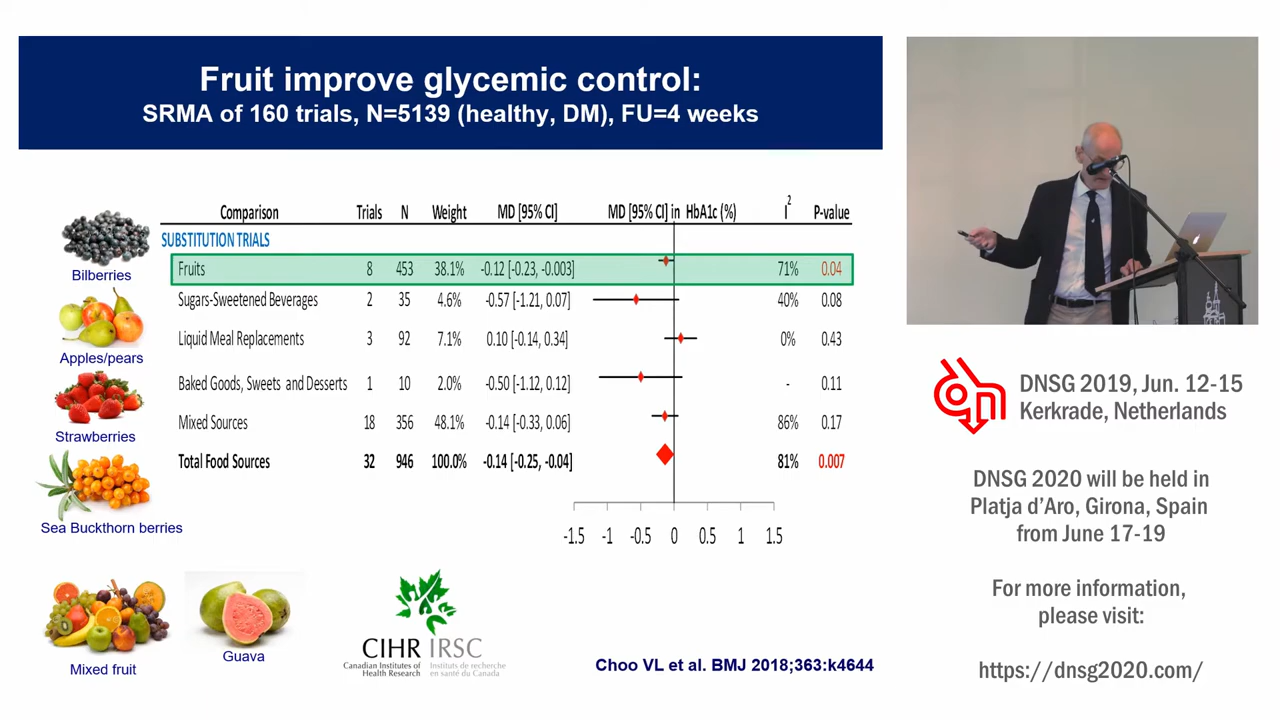 Fruit improve glycemic control:
SRMA of 160 trials, N=5139 (healthy, DM), FU=4 weeks
Comparison Trials N Weight MD [95% CI] MD [95% CI] in HbA1c (%) I2 P-value
SUBSTITUTION TRIALS
Fruits 8 453 38.1% -0.12 [-0.23, -0.003] 71% 0.04
Sugars-Sweetened Beverages 2 35 4.6% -0.57 [-1.21, 0.07] 40% 0.08
Liquid Meal Replacements 3 92 7.1% 0.10 [-0.14, 0.34] 0% 0.43
Baked Goods, Sweets and Desserts 1 10 2.0% -0.50 [-1.12, 0.12] - 0.11
Mixed Sources 18 356 48.1% -0.14 [-0.33, 0.06] 86% 0.17
Total Food Sources 32 946 100.0% -0.14 [-0.25, -0.04] 81% 0.007
-1.5 -1 -0.5 0 0.5 1 1.5
Bilberries
Apples/pears
Strawberries
Sea Buckthorn berries
Mixed fruit
Guava
CIHR IRSC
Canadian Institutes of Health Research
Instituts de recherche en santé du Canada
Choo VL et al. BMJ 2018;363:k4644
DNSG 2019, Jun. 12-15
Kerkrade, Netherlands
DNSG 2020 will be held in
Platja d'Aro, Girona, Spain
from June 17-19
For more information,
please visit:
https://dnsg2020.com/